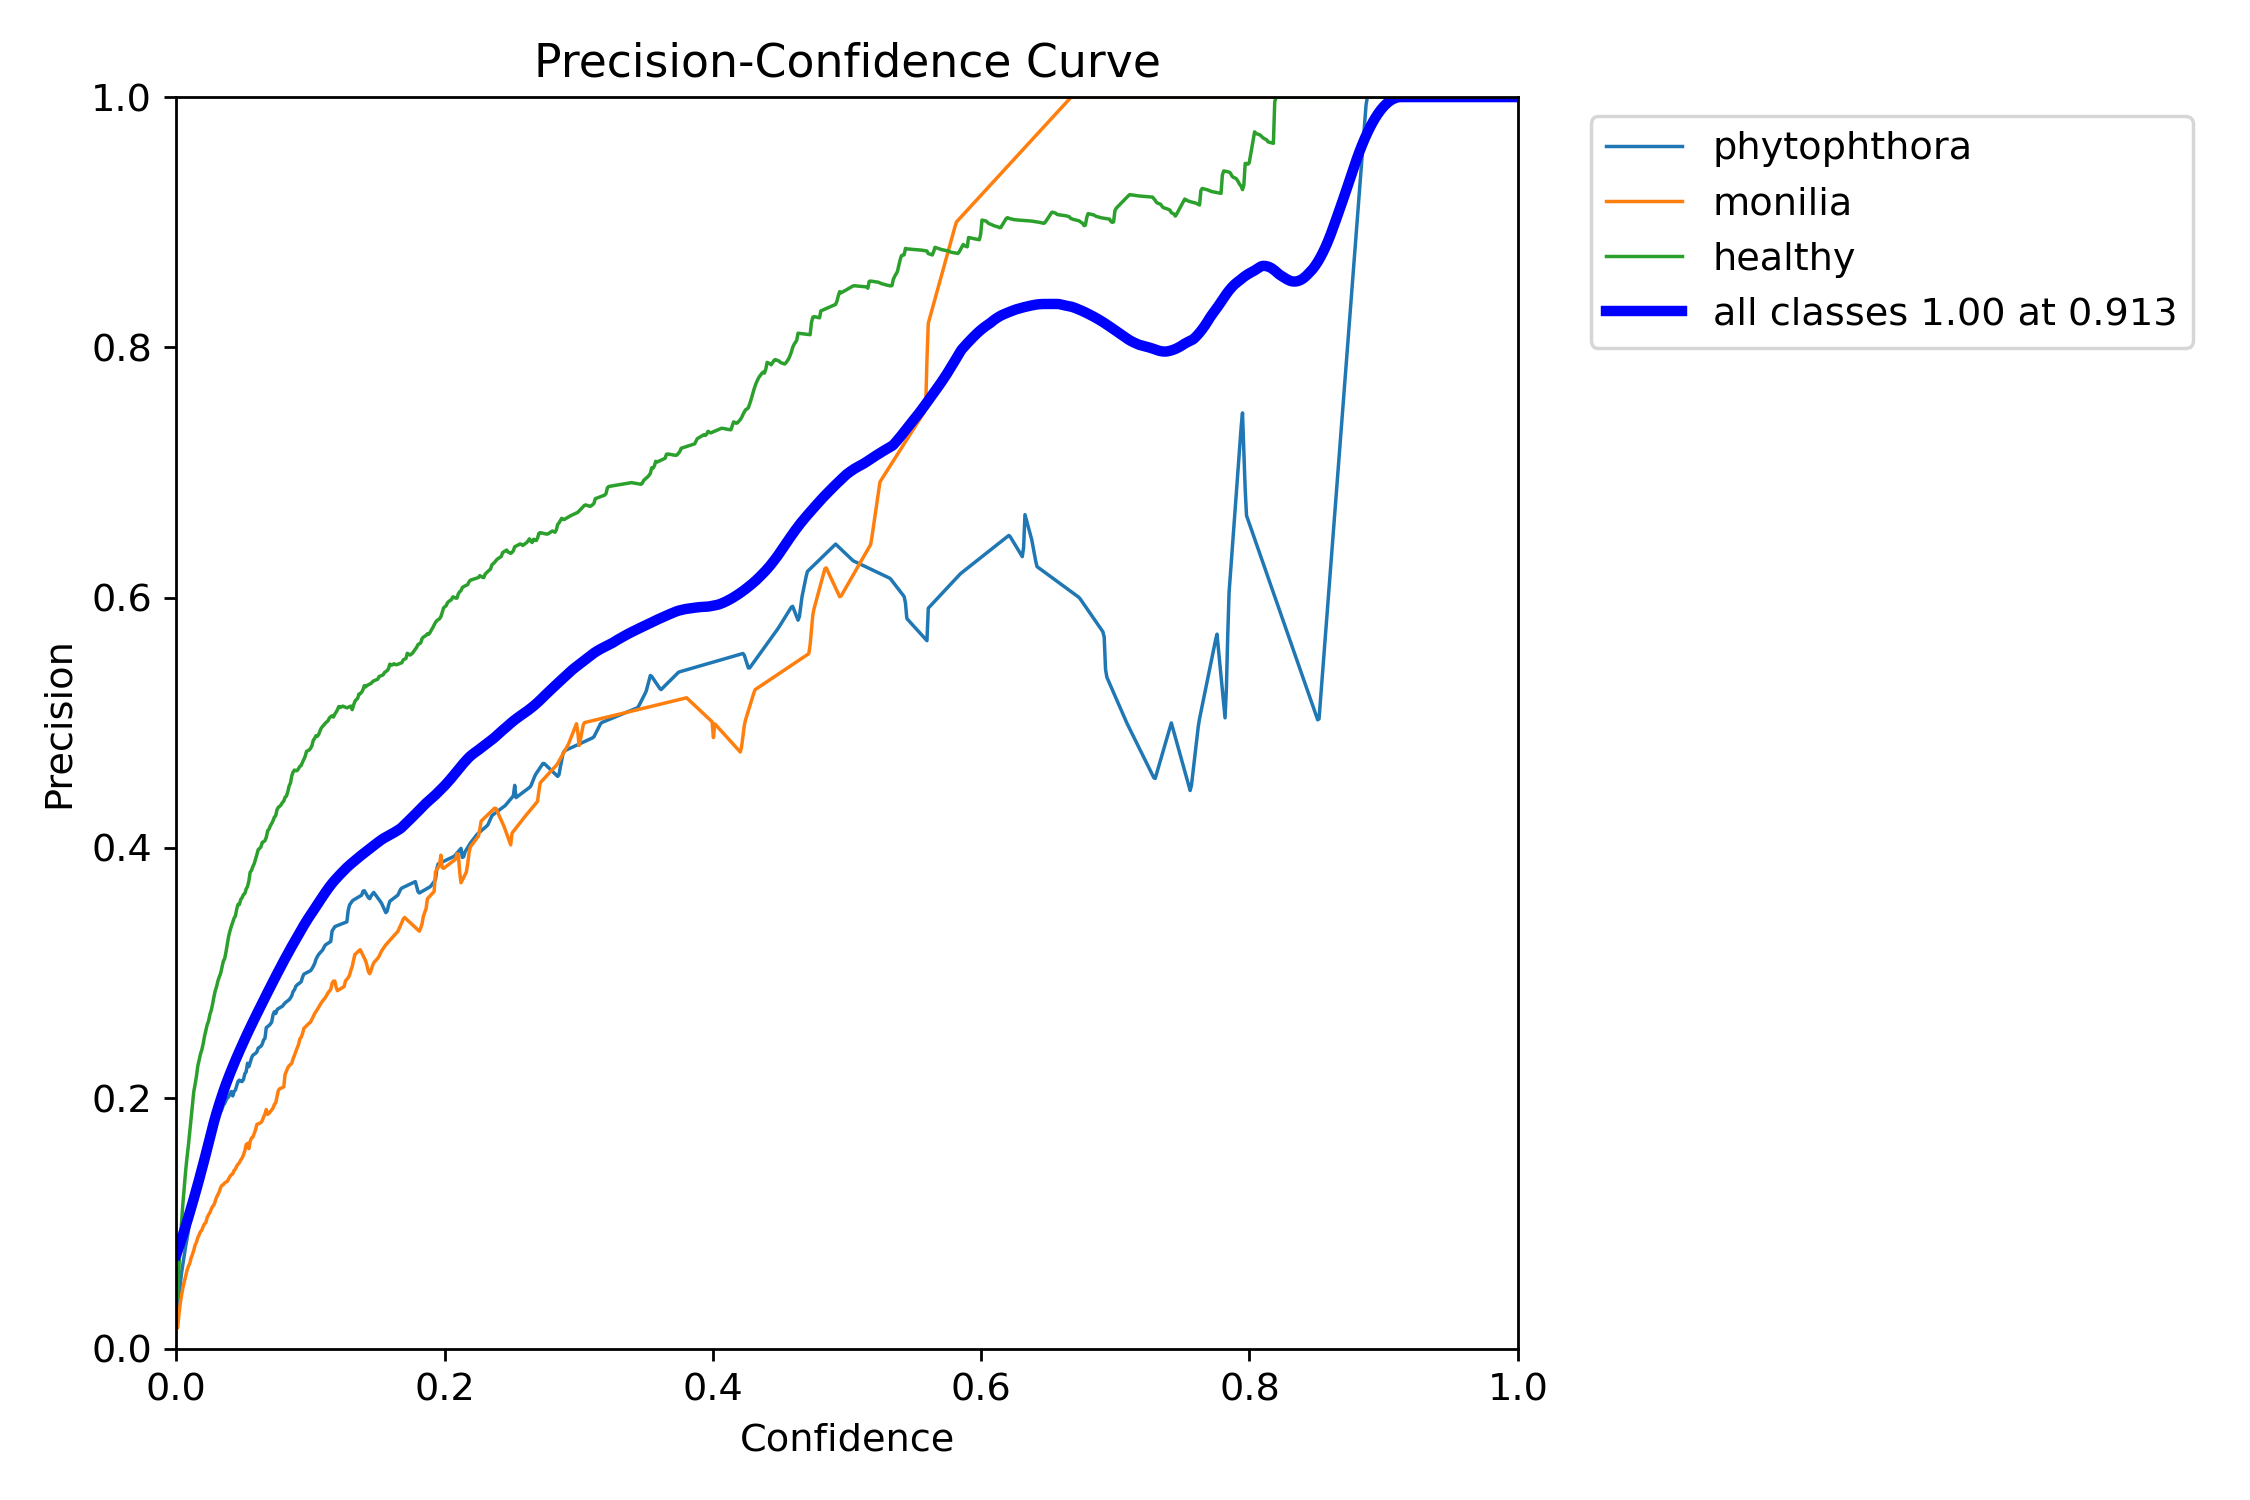 Precision-Confidence Curve
1.0
0.8
0.6
0.4
0.2
0.0
Precision
0.0 0.2 0.4 0.6 0.8 1.0
Confidence
phytophthora
monilia
healthy
all classes 1.00 at 0.913